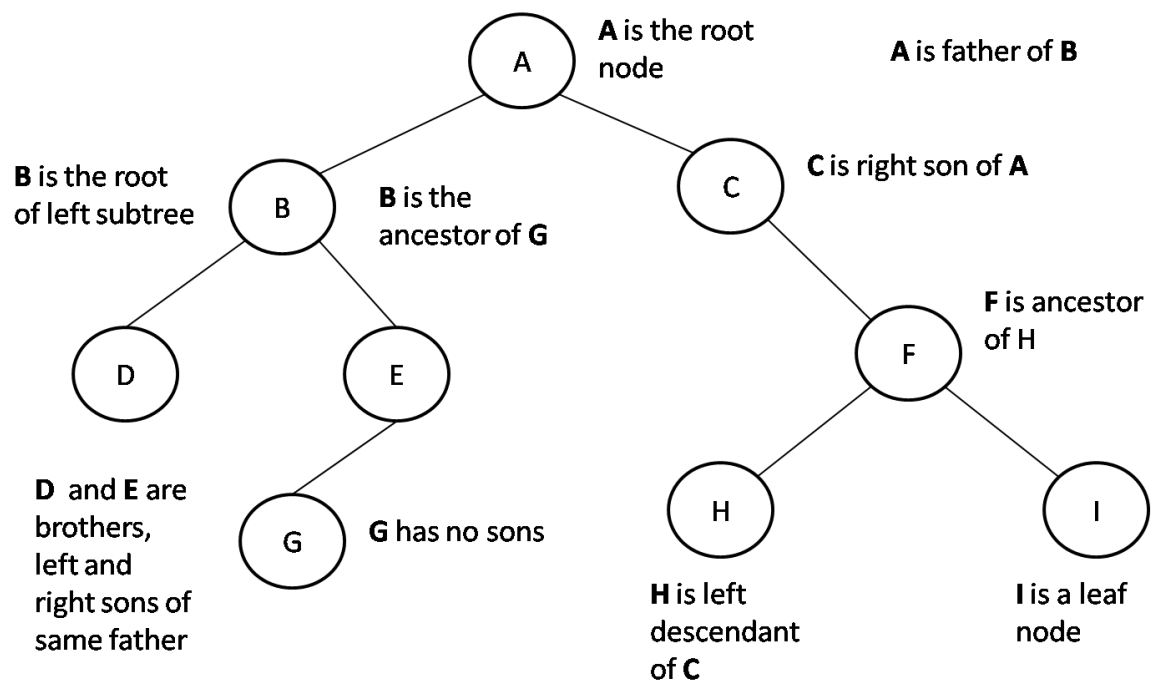 A
A is the root
node
A is father of B
B is the root
of left subtree
B
B is the
ancestor of G
C
C is right son of A
D
E
F
F is ancestor
of H
D and E are
brothers,
left and
right sons of
same father
G
G has no sons
H
I
H is left
descendant
of C
I is a leaf
node